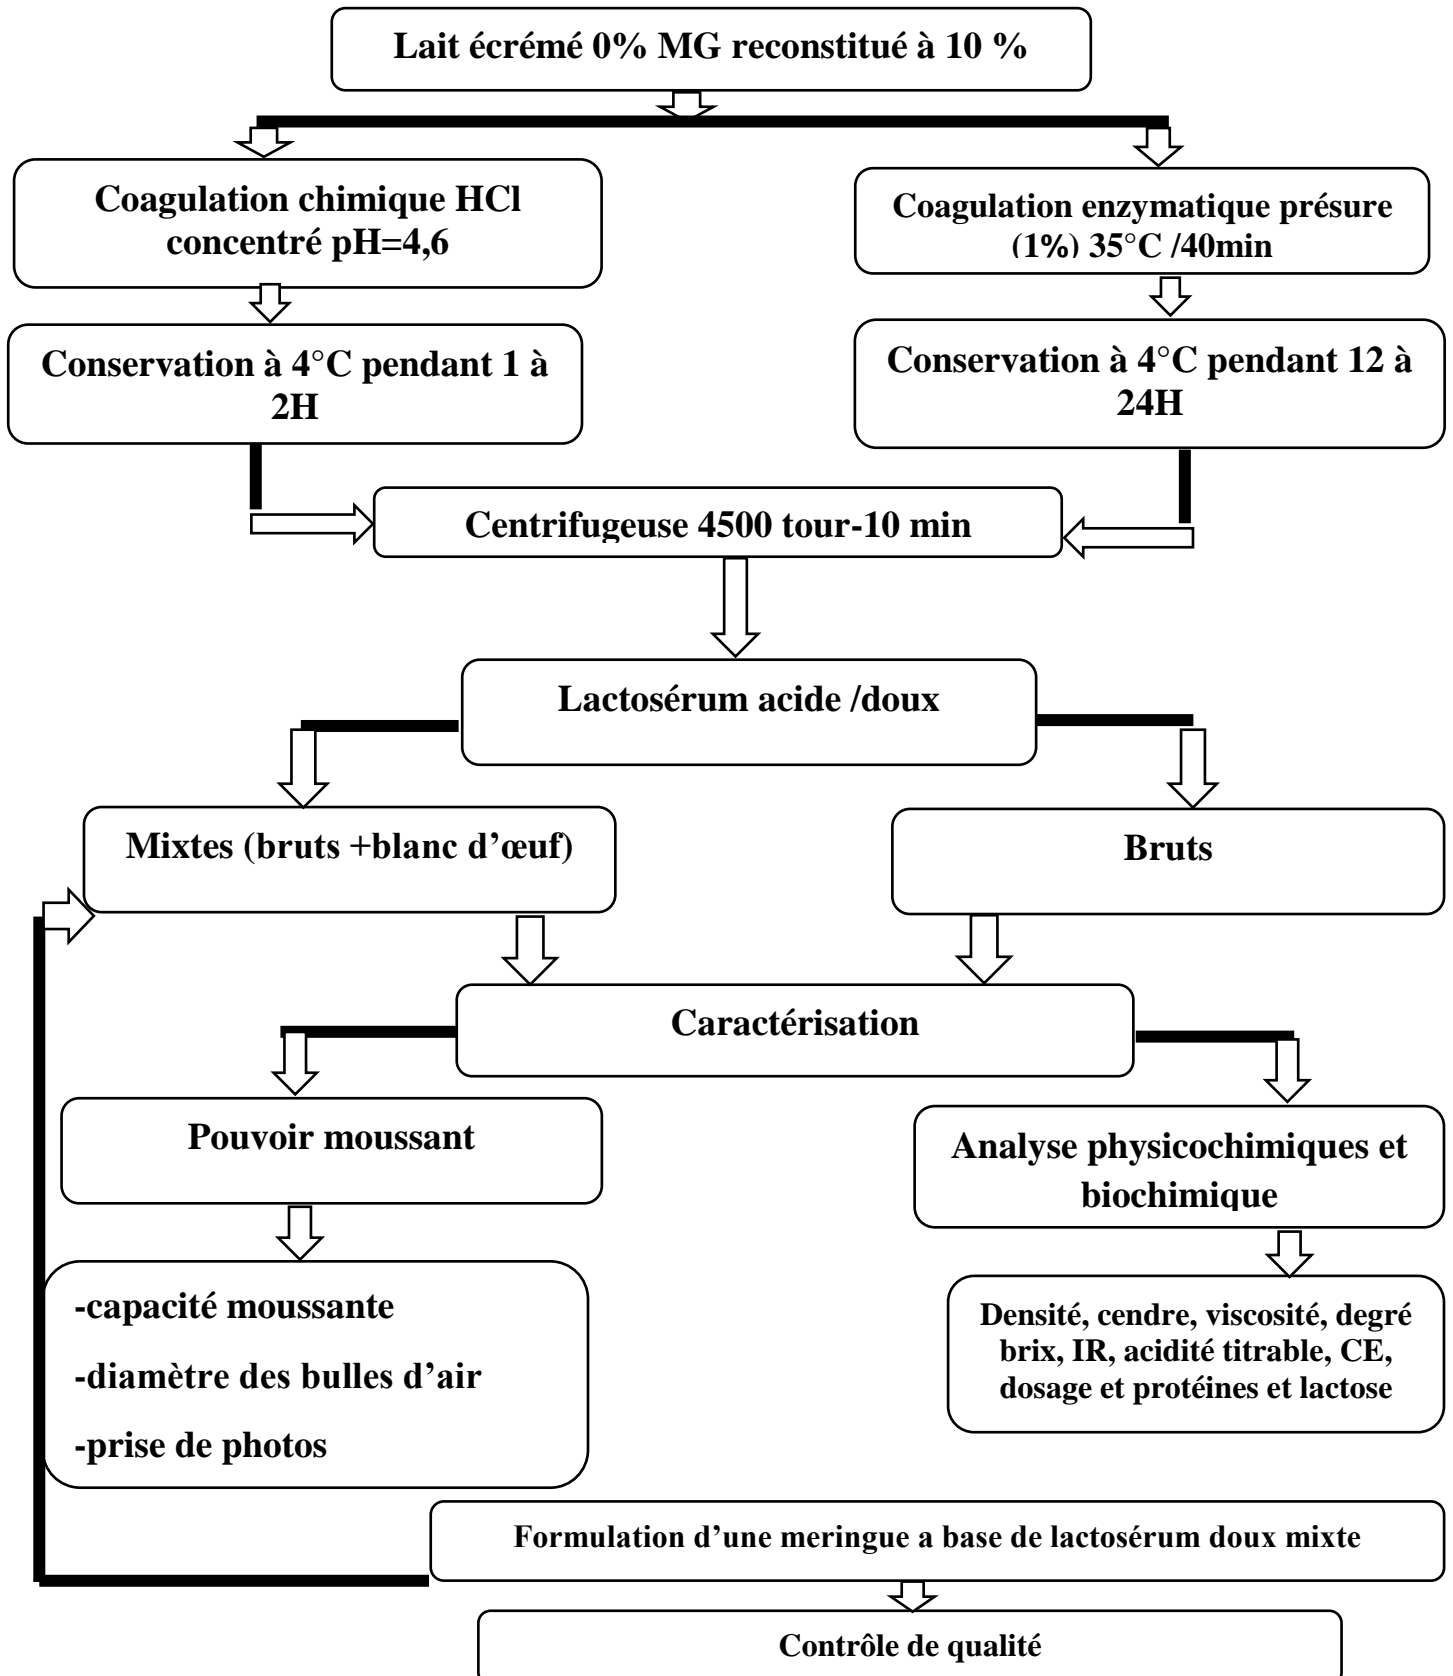 Lait écrémé 0% MG reconstitué à 10 %
Coagulation chimique HCl
concentré pH=4,6
Coagulation enzymatique présure
(1%) 35°C /40min
Conservation à 4°C pendant 1 à
2H
Conservation à 4°C pendant 12 à
24H
Centrifugeuse 4500 tour-10 min
Lactosérum acide /doux
Mixtes (bruts +blanc d’œuf)
Bruts
Caractérisation
Pouvoir moussant
Analyse physicochimiques et
biochimique
-capacité moussante
-diamètre des bulles d’air
-prise de photos
Densité, cendre, viscosité, degré
brix, IR, acidité titrable, CE,
dosage et protéines et lactose
Formulation d’une meringue a base de lactosérum doux mixte
Contrôle de qualité